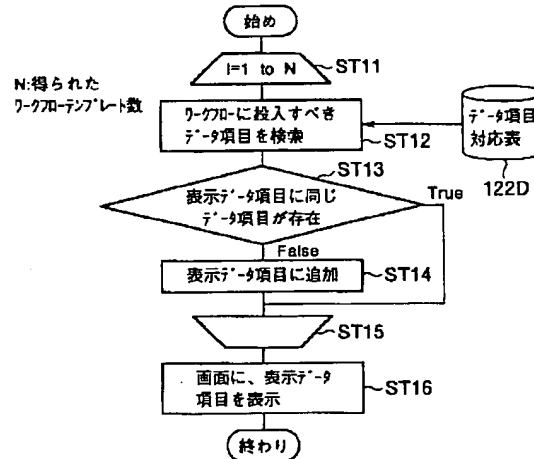 始め
I=1 to N
ST11
N:得られた
ワークフローテンプレート数
ワークフローに投入すべき
データ項目を検索
ST12
データ項目
対応表
122D
ST13
表示データ項目に同じ
データ項目が存在
True
False
表示データ項目に追加
ST14
ST15
画面に、表示データ
項目を表示
ST16
終わり